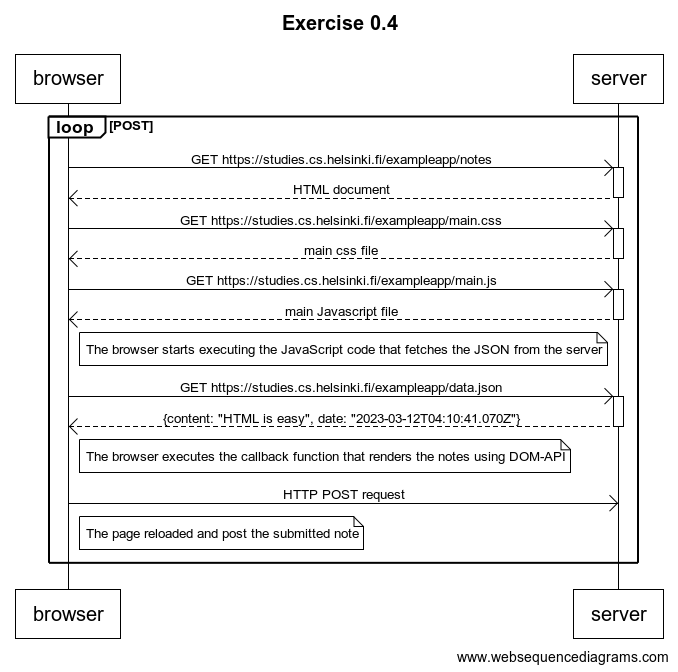 Exercise 0.4
browser server
loop [POST]
GET https://studies.cs.helsinki.fi/exampleapp/notes
HTML document
GET https://studies.cs.helsinki.fi/exampleapp/main.css
main css file
GET https://studies.cs.helsinki.fi/exampleapp/main.js
main Javascript file
The browser starts executing the JavaScript code that fetches the JSON from the server
GET https://studies.cs.helsinki.fi/exampleapp/data.json
{content: "HTML is easy", date: "2023-03-12T04:10:41.070Z"}
The browser executes the callback function that renders the notes using DOM-API
HTTP POST request
The page reloaded and post the submitted note
browser server
www.websequencediagrams.com